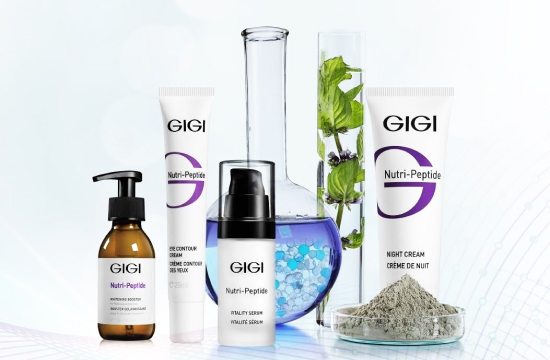 GIGI
Nutri-Peptide
GIGI
Nutri-Peptide
EYE CONTOUR
CREAM
CRÈME CONTOUR
DES YEUX
GIGI
Nutri-Peptide
VITALITY SERUM
VITALITÉ SÉRUM
GIGI
Nutri-Peptide
NIGHT CREAM
CRÈME DE NUIT